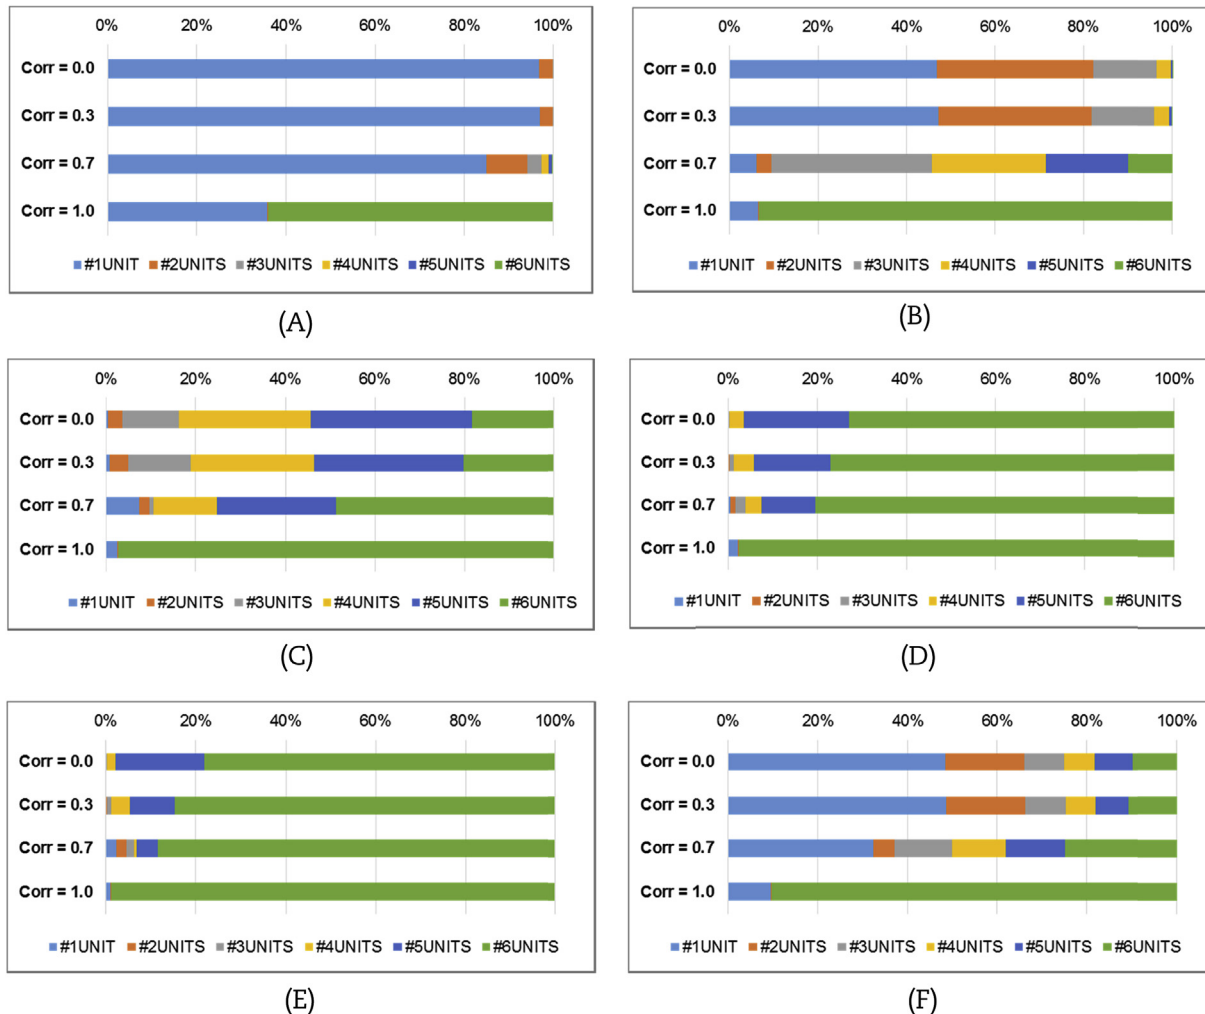 0% 20% 40% 60% 80% 100%
Corr = 0.0
Corr = 0.3
Corr = 0.7
Corr = 1.0
#1UNIT #2UNITS #3UNITS #4UNITS #5UNITS #6UNITS
(A)
0% 20% 40% 60% 80% 100%
Corr = 0.0
Corr = 0.3
Corr = 0.7
Corr = 1.0
#1UNIT #2UNITS #3UNITS #4UNITS #5UNITS #6UNITS
(B)
0% 20% 40% 60% 80% 100%
Corr = 0.0
Corr = 0.3
Corr = 0.7
Corr = 1.0
#1UNIT #2UNITS #3UNITS #4UNITS #5UNITS #6UNITS
(C)
0% 20% 40% 60% 80% 100%
Corr = 0.0
Corr = 0.3
Corr = 0.7
Corr = 1.0
#1UNIT #2UNITS #3UNITS #4UNITS #5UNITS #6UNITS
(D)
0% 20% 40% 60% 80% 100%
Corr = 0.0
Corr = 0.3
Corr = 0.7
Corr = 1.0
#1UNIT #2UNITS #3UNITS #4UNITS #5UNITS #6UNITS
(E)
0% 20% 40% 60% 80% 100%
Corr = 0.0
Corr = 0.3
Corr = 0.7
Corr = 1.0
#1UNIT #2UNITS #3UNITS #4UNITS #5UNITS #6UNITS
(F)